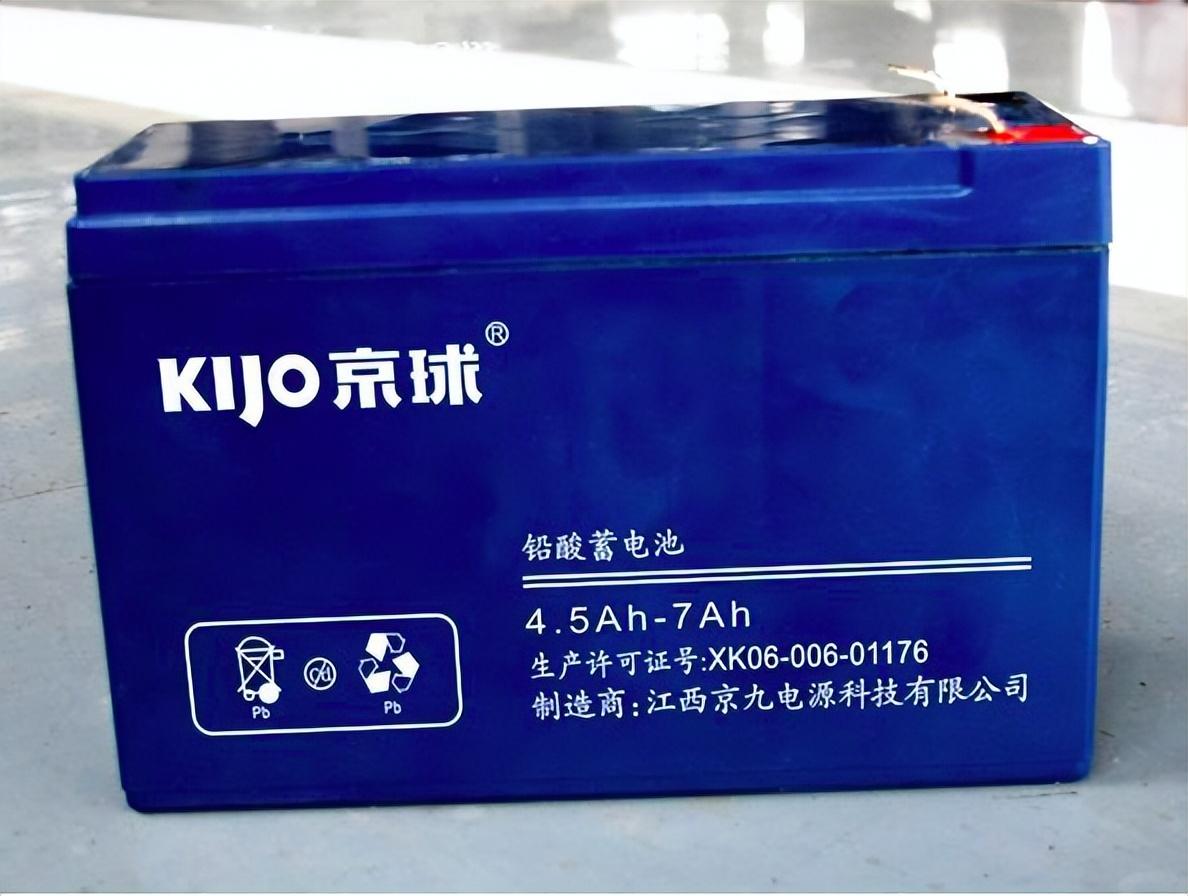 KIJO京球®
铅酸蓄电池
4.5Ah-7Ah
生产许可证号:XK06-006-01176
制造商:江西京九电源科技有限公司
Pb
Pb